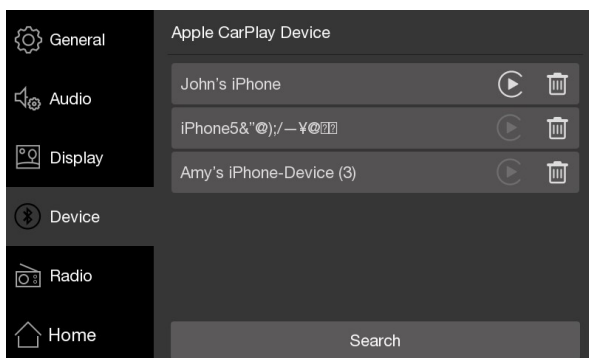 General
Audio
Display
Device
Radio
Home
Apple CarPlay Device
John's iPhone
iPhone5&"@);/—¥@⍰⍰
Amy's iPhone-Device (3)
Search